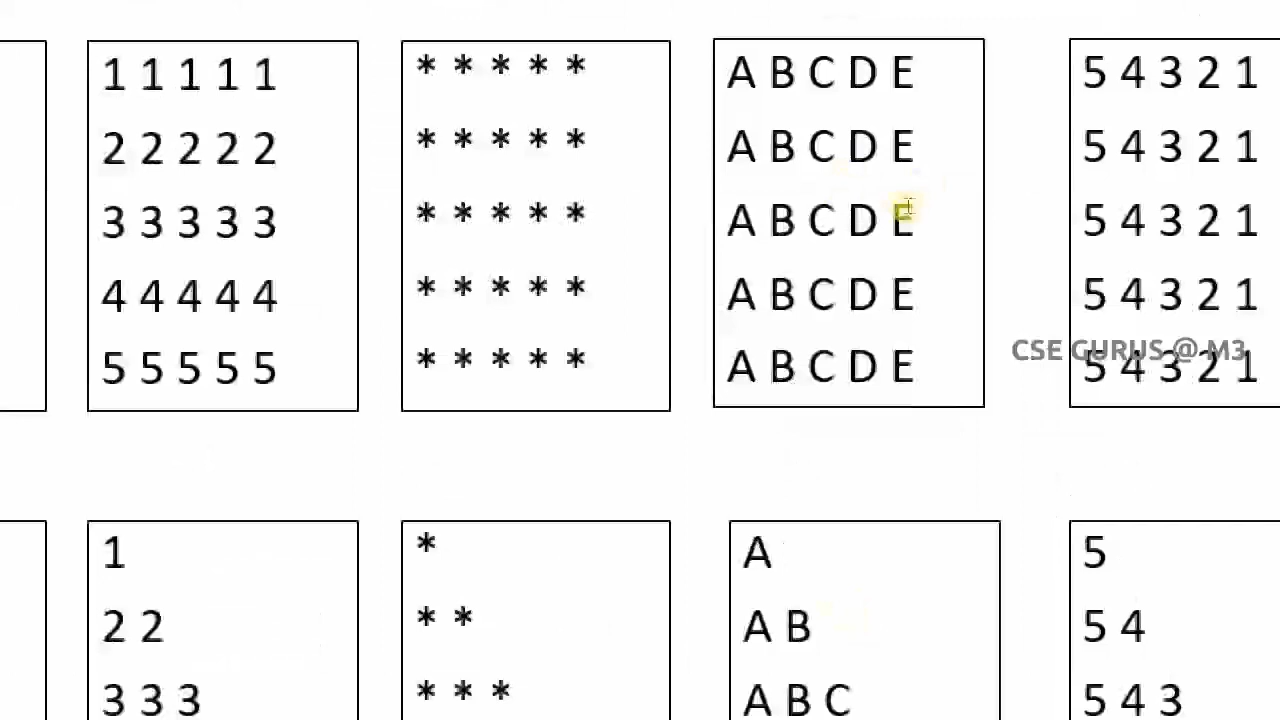 1 1 1 1 1
2 2 2 2 2
3 3 3 3 3
4 4 4 4 4
5 5 5 5 5
* * * * *
* * * * *
* * * * *
* * * * *
* * * * *
A B C D E
A B C D E
A B C D E
A B C D E
A B C D E
5 4 3 2 1
5 4 3 2 1
5 4 3 2 1
5 4 3 2 1
5 4 3 2 1
CSE GURUS @ M3
1
2 2
3 3 3
*
* *
* * *
A
A B
A B C
5
5 4
5 4 3